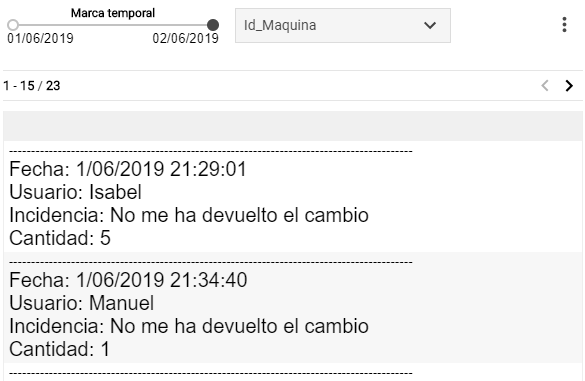 Marca temporal
01/06/2019 02/06/2019
Id_Maquina
1 - 15 / 23
--------------------------------------------------------------------------------
Fecha: 1/06/2019 21:29:01
Usuario: Isabel
Incidencia: No me ha devuelto el cambio
Cantidad: 5
--------------------------------------------------------------------------------
Fecha: 1/06/2019 21:34:40
Usuario: Manuel
Incidencia: No me ha devuelto el cambio
Cantidad: 1
--------------------------------------------------------------------------------